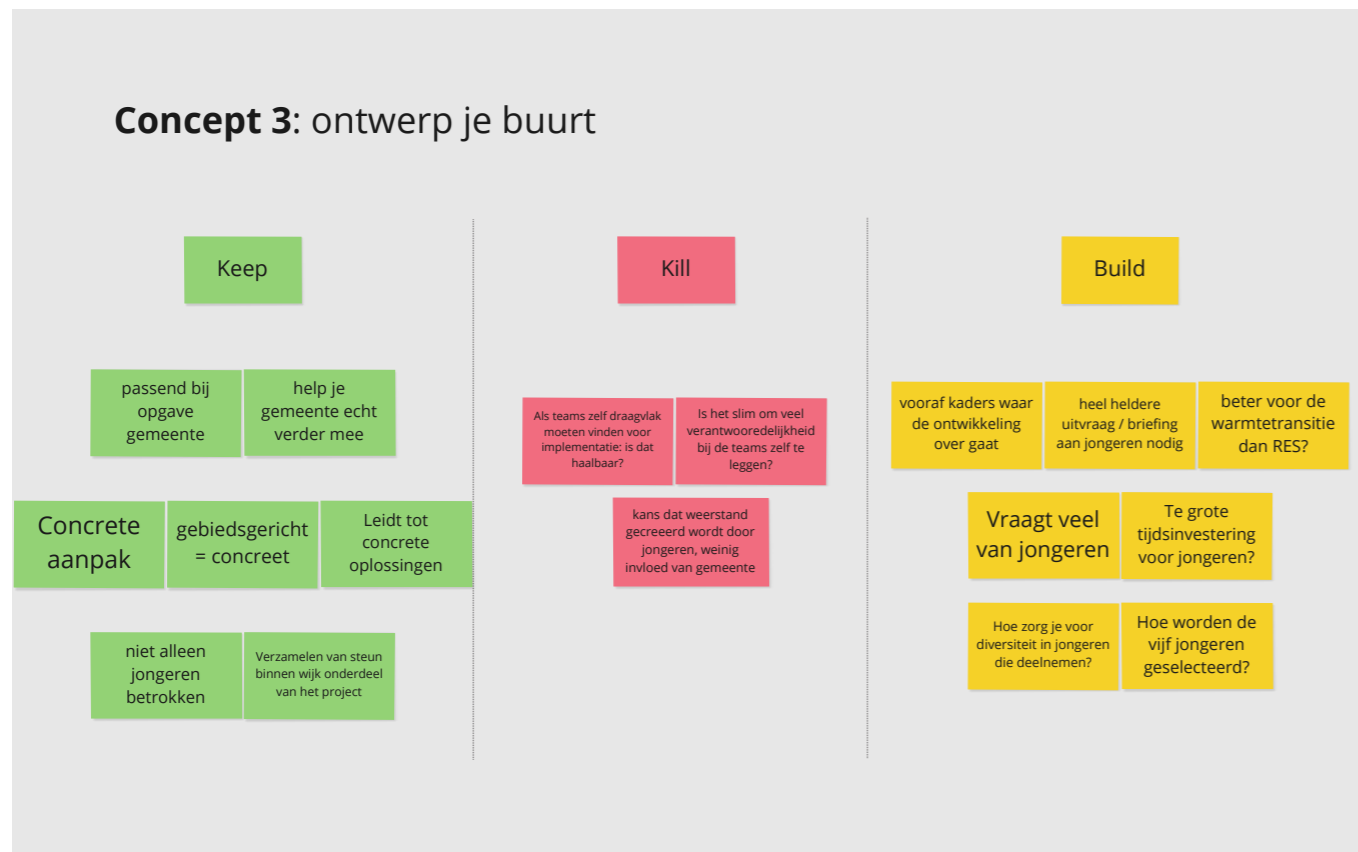 Concept 3: ontwerp je buurt
Keep
passend bij
opgave
gemeente
help je
gemeente echt
verder mee
Concrete
aanpak
gebiedsgericht
= concreet
Leidt tot
concrete
oplossingen
niet alleen
jongeren
betrokken
Verzamelen van steun
binnen wijk onderdeel
van het project
Kill
Als teams zelf draagvlak
moeten vinden voor
implementatie: is dat
haalbaar?
Is het slim om veel
verantwooredelijkheid
bij de teams zelf te
leggen?
kans dat weerstand
gecreeerd wordt door
jongeren, weinig
invloed van gemeente
Build
vooraf kaders waar
de ontwikkeling
over gaat
heel heldere
uitvraag / briefing
aan jongeren nodig
beter voor de
warmtetransitie
dan RES?
Vraagt veel
van jongeren
Te grote
tijdsinvestering
voor jongeren?
Hoe zorg je voor
diversiteit in jongeren
die deelnemen?
Hoe worden de
vijf jongeren
geselecteerd?